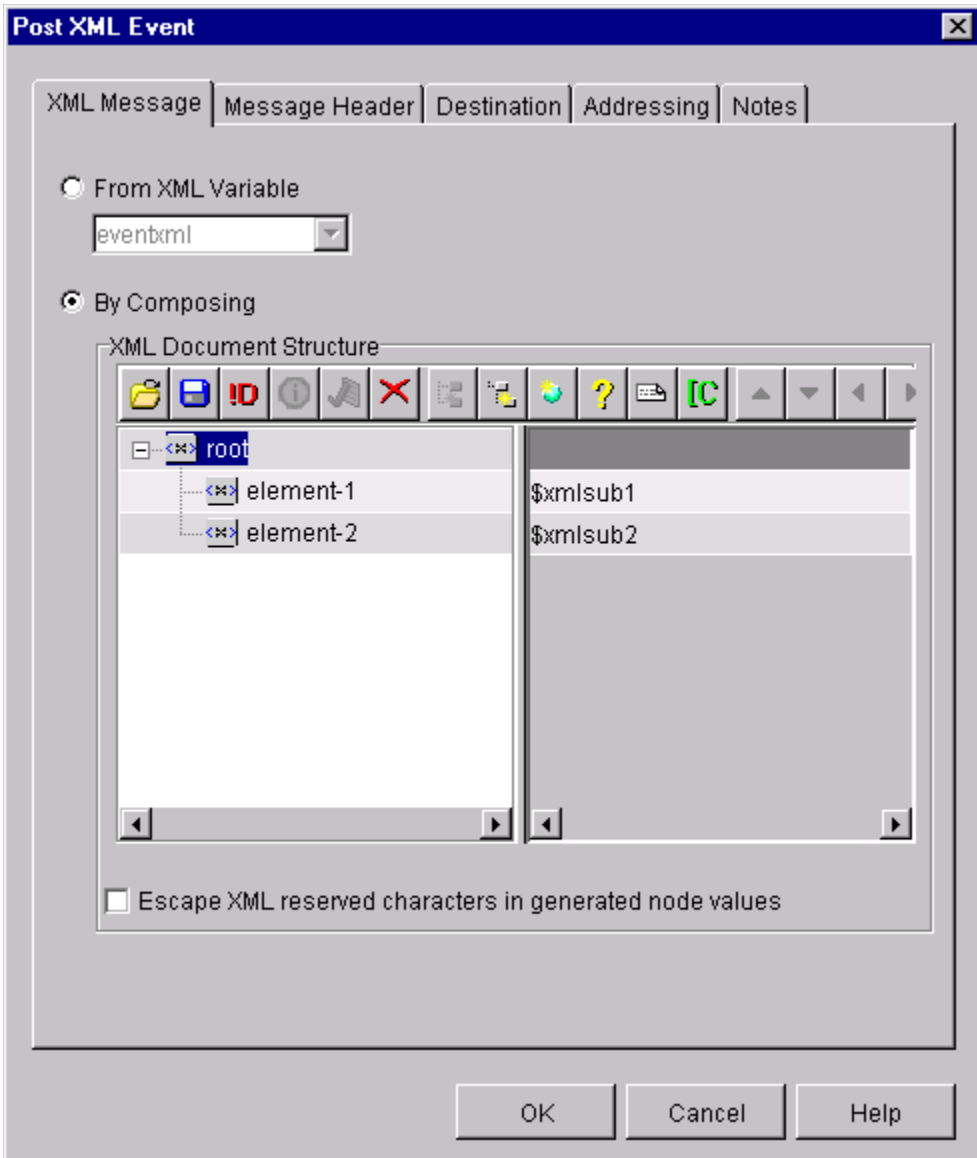 Post XML Event
XML Message Message Header Destination Addressing Notes
From XML Variable
eventxml
By Composing
XML Document Structure
!D ? [C
root
element-1 $xmlsub1
element-2 $xmlsub2
Escape XML reserved characters in generated node values
OK Cancel Help